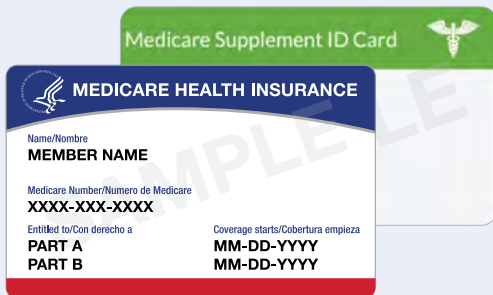 Medicare Supplement ID Card
MEDICARE HEALTH INSURANCE
Name/Nombre
MEMBER NAME
Medicare Number/Numero de Medicare
XXXX-XXX-XXXX
Entitled to/Con derecho a
Coverage starts/Cobertura empieza
PART A
MM-DD-YYYY
PART B
MM-DD-YYYY
SAMPLE
LE